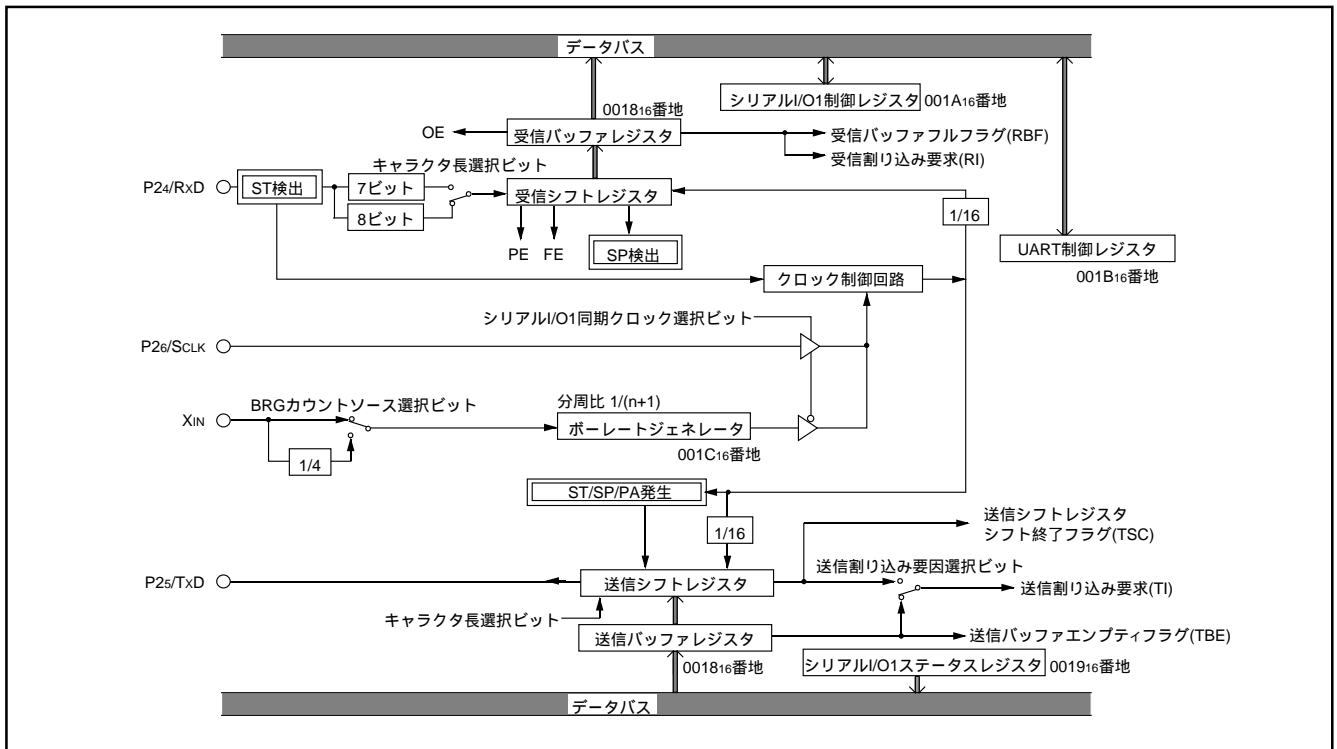 データバス
シリアルI/O1制御レジスタ 001A16番地
001816番地
OE
受信バッファレジスタ
受信バッファフルフラグ(RBF)
受信割り込み要求(RI)
キャラクタ長選択ビット
P24/RXD
ST検出
7ビット
8ビット
受信シフトレジスタ
1/16
PE FE
SP検出
UART制御レジスタ
001B16番地
クロック制御回路
シリアルI/O1同期クロック選択ビット
P26/SCLK
BRGカウントソース選択ビット
分周比 1/(n+1)
XIN
ボーレートジェネレータ
001C16番地
1/4
ST/SP/PA発生
1/16
送信シフトレジスタ
シフト終了フラグ(TSC)
P25/TXD
送信シフトレジスタ
送信割り込み要因選択ビット
送信割り込み要求(TI)
キャラクタ長選択ビット
送信バッファレジスタ
送信バッファエンプティフラグ(TBE)
001816番地
シリアルI/O1ステータスレジスタ 001916番地
データバス